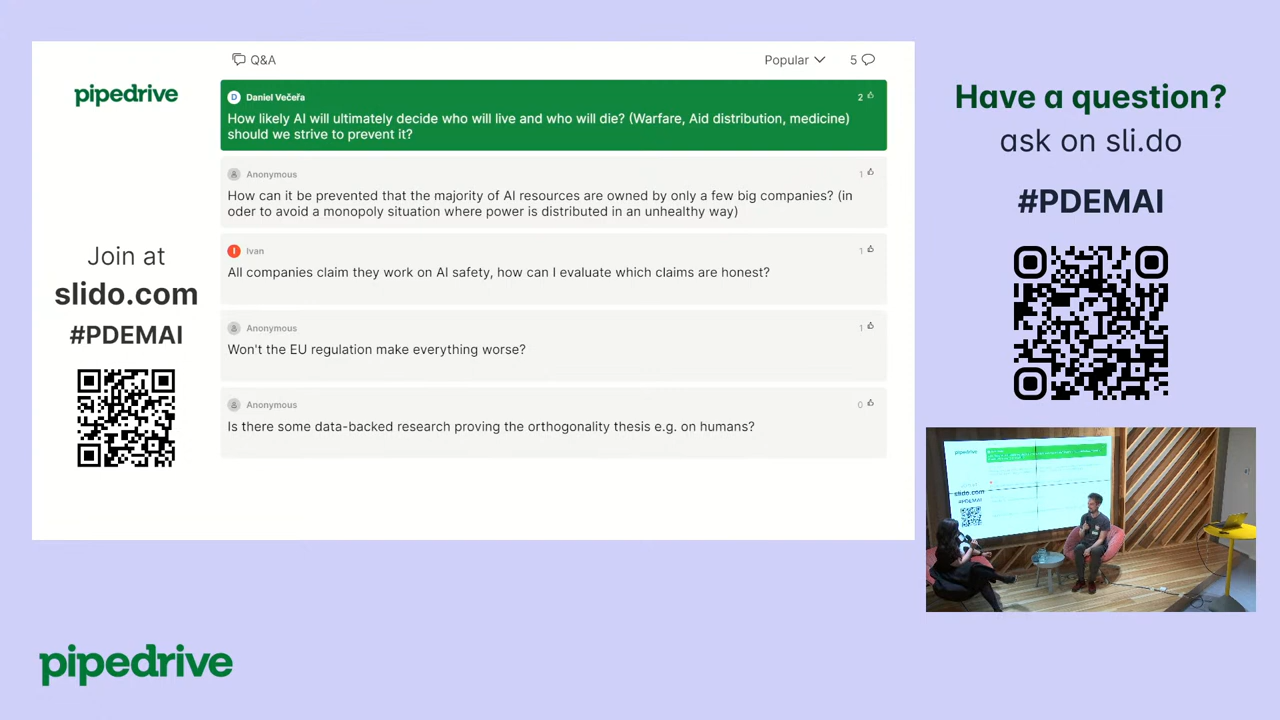 Q&A
Popular
5
pipedrive
Daniel Večeřa
2
How likely AI will ultimately decide who will live and who will die? (Warfare, Aid distribution, medicine)
should we strive to prevent it?
Anonymous
1
How can it be prevented that the majority of AI resources are owned by only a few big companies? (in
oder to avoid a monopoly situation where power is distributed in an unhealthy way)
Ivan
1
All companies claim they work on AI safety, how can I evaluate which claims are honest?
Anonymous
1
Won't the EU regulation make everything worse?
Anonymous
0
Is there some data-backed research proving the orthogonality thesis e.g. on humans?
Join at
slido.com
#PDEMAI
Have a question?
ask on sli.do
#PDEMAI
slido.com
pipedrive